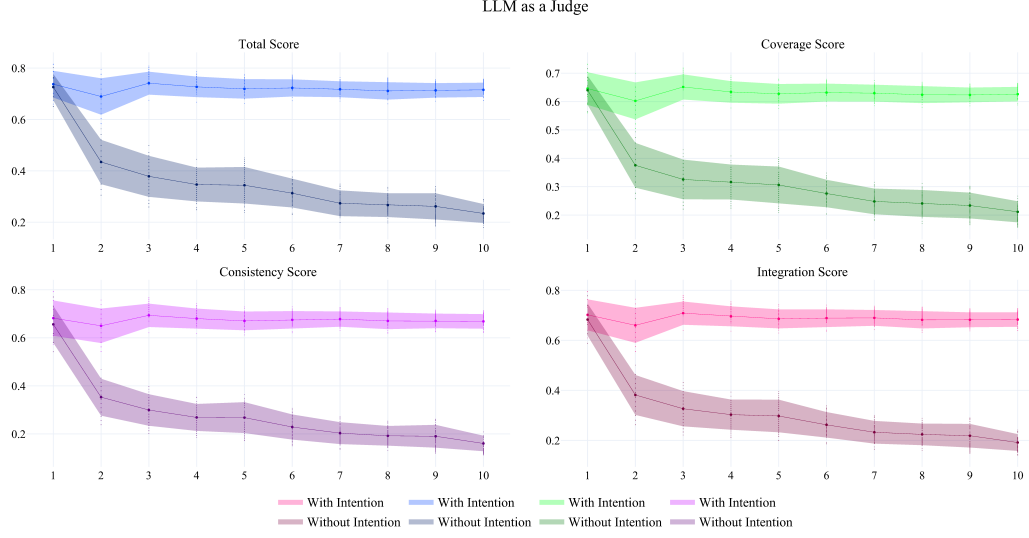 LLM as a Judge
Total Score
0.8
0.6
0.4
0.2
1 2 3 4 5 6 7 8 9 10
Coverage Score
0.7
0.6
0.5
0.4
0.3
0.2
1 2 3 4 5 6 7 8 9 10
Consistency Score
0.8
0.6
0.4
0.2
1 2 3 4 5 6 7 8 9 10
Integration Score
0.8
0.6
0.4
0.2
1 2 3 4 5 6 7 8 9 10
With Intention With Intention With Intention With Intention
Without Intention Without Intention Without Intention Without Intention